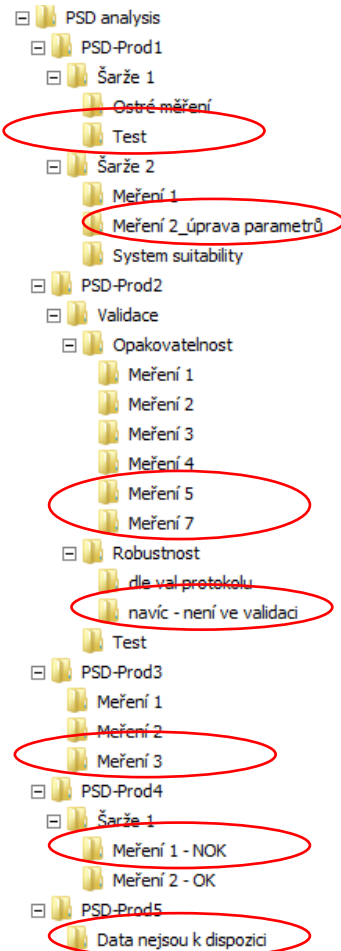 PSD analysis
PSD-Prod1
Šarže 1
Ostré měření
Test
Šarže 2
Meření 1
Meření 2_úprava parametrů
System suitability
PSD-Prod2
Validace
Opakovatelnost
Meření 1
Meření 2
Meření 3
Meření 4
Meření 5
Meření 7
Robustnost
dle val protokolu
navíc - není ve validaci
Test
PSD-Prod3
Meření 1
Meření 2
Meření 3
PSD-Prod4
Šarže 1
Meření 1 - NOK
Meření 2 - OK
PSD-Prod5
Data nejsou k dispozici